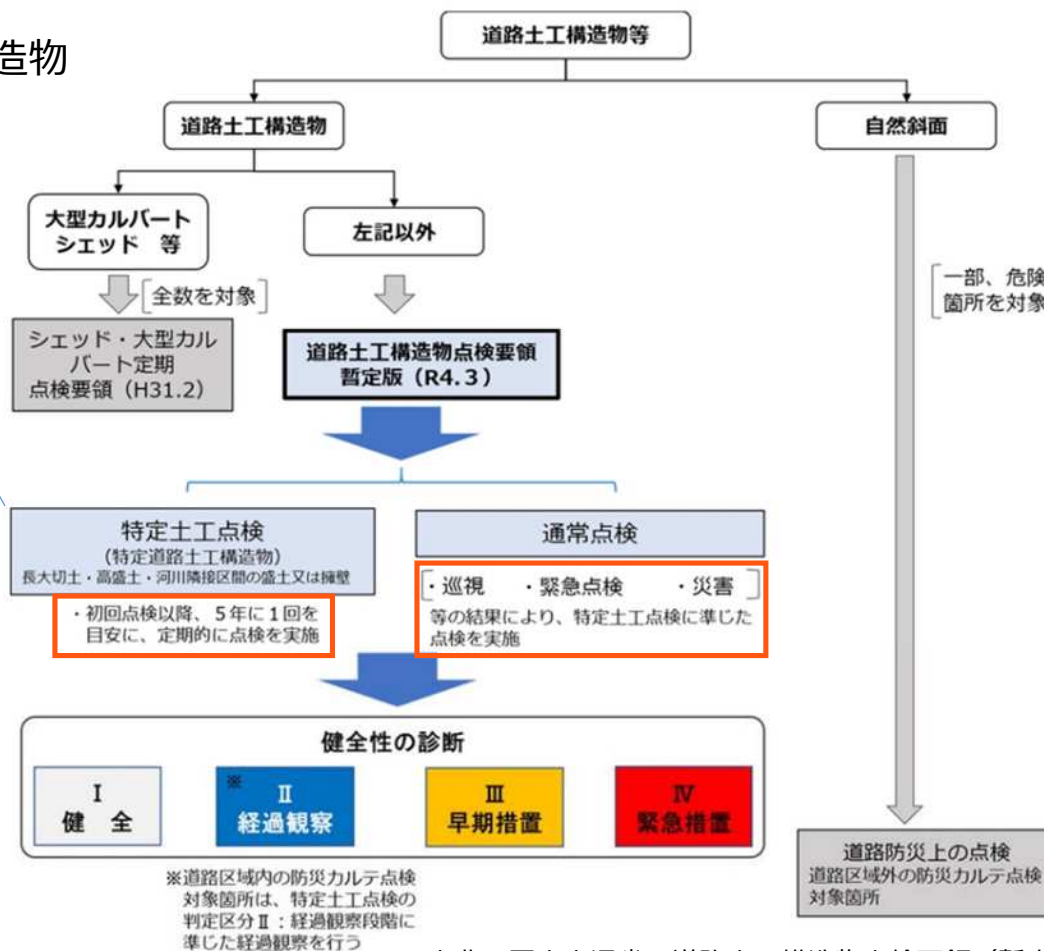 造物
道路土工構造物等
道路土工構造物
自然斜面
大型カルバート
シェッド 等
左記以外
全数を対象
一部、危険
箇所を対象
シェッド・大型カル
バート定期
点検要領（H31.2）
道路土工構造物点検要領
暫定版（R4.3）
特定土工点検
(特定道路土工構造物)
長大切土・高盛土・河川隣接区間の盛土又は擁壁
・初回点検以降、５年に１回を
目安に、定期的に点検を実施
通常点検
・巡視 ・緊急点検 ・災害
等の結果により、特定土工点検に準じた
点検を実施
健全性の診断
Ⅰ
健 全
※ Ⅱ
経過観察
Ⅲ
早期措置
Ⅳ
緊急措置
※道路区域内の防災カルテ点検
対象箇所は、特定土工点検の
判定区分Ⅱ：経過観察段階に
準じた経過観察を行う
道路防災上の点検
道路区域外の防災カルテ点検
対象箇所